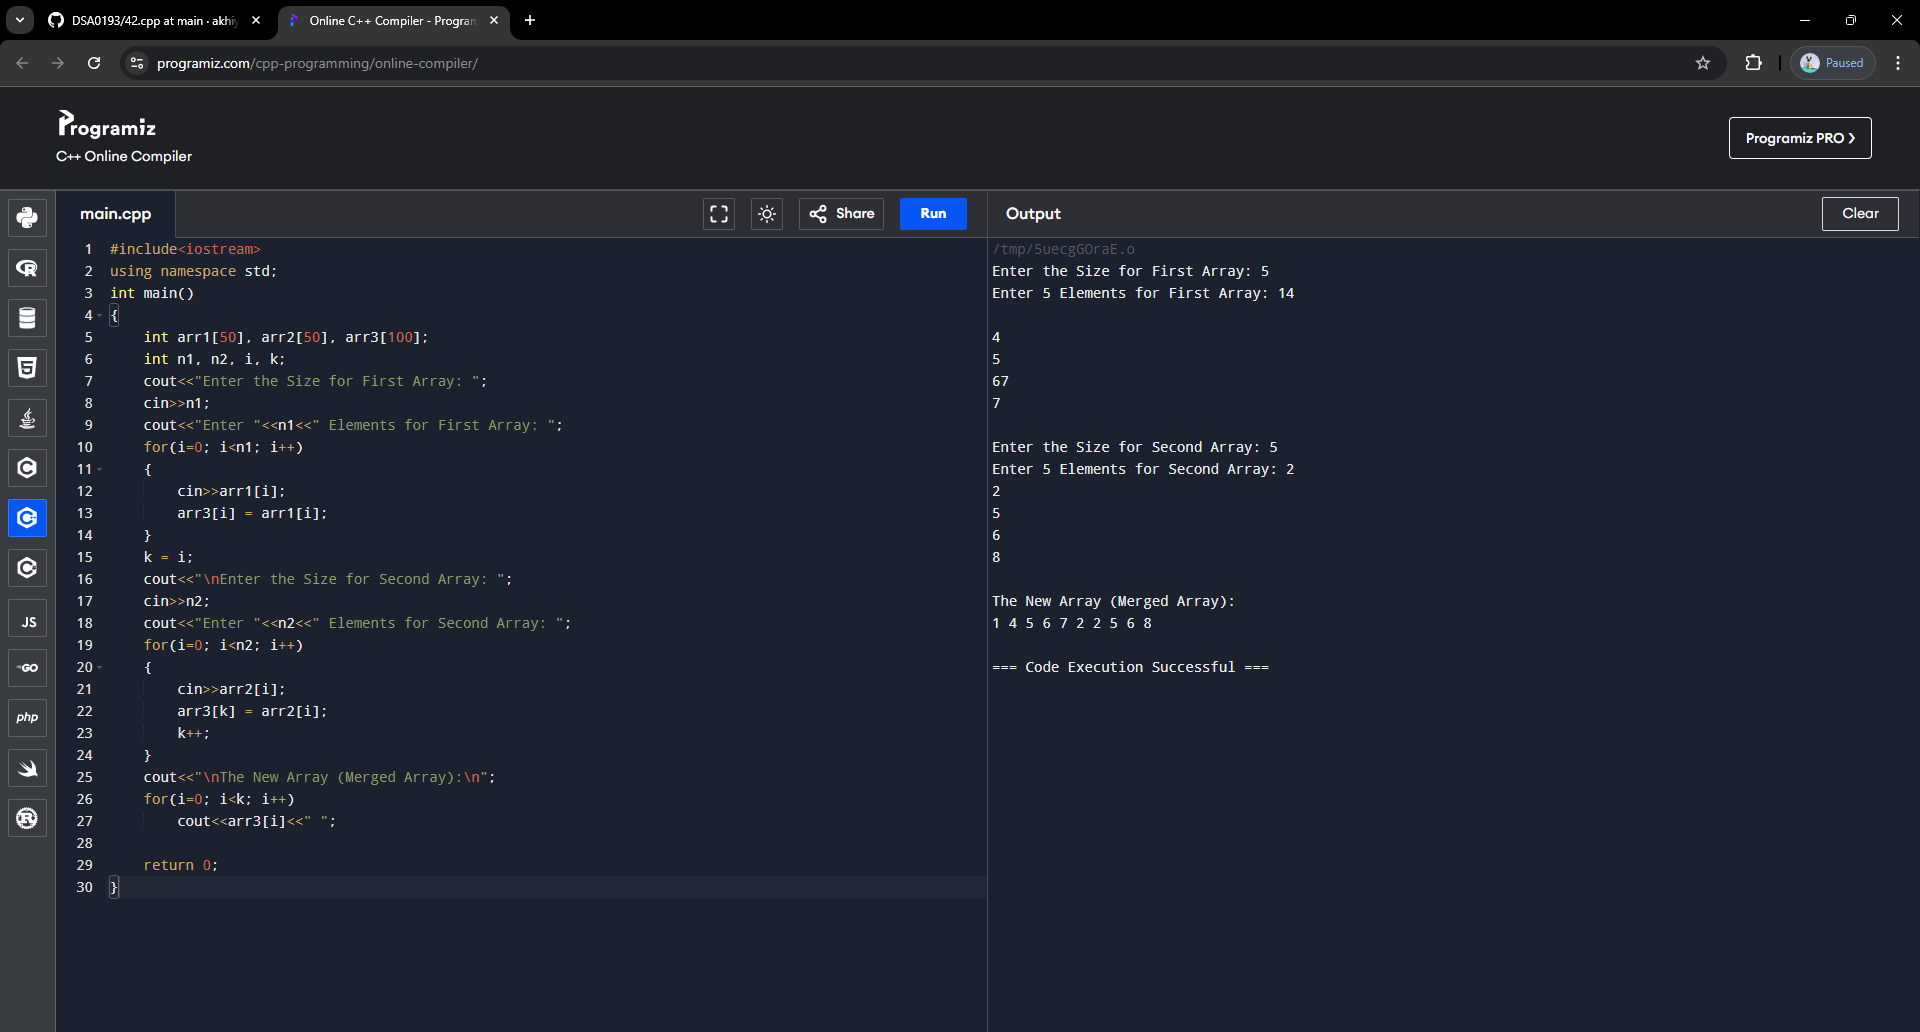 DSA0193/42.cpp at main · akhiy
Online C++ Compiler - Program
programiz.com/cpp-programming/online-compiler/
Paused
Programiz
C++ Online Compiler
Programiz PRO
main.cpp
Share
Run
Output
Clear
1 #include<iostream>
2 using namespace std;
3 int main()
4 {
5 int arr1[50], arr2[50], arr3[100];
6 int n1, n2, i, k;
7 cout<<"Enter the Size for First Array: ";
8 cin>>n1;
9 cout<<"Enter "<<n1<<" Elements for First Array: ";
10 for(i=0; i<n1; i++)
11 {
12 cin>>arr1[i];
13 arr3[i] = arr1[i];
14 }
15 k = i;
16 cout<<"\nEnter the Size for Second Array: ";
17 cin>>n2;
18 cout<<"Enter "<<n2<<" Elements for Second Array: ";
19 for(i=0; i<n2; i++)
20 {
21 cin>>arr2[i];
22 arr3[k] = arr2[i];
23 k++;
24 }
25 cout<<"\nThe New Array (Merged Array):\n";
26 for(i=0; i<k; i++)
27 cout<<arr3[i]<<" ";
28
29 return 0;
30 }
/tmp/5uecgGOraE.o
Enter the Size for First Array: 5
Enter 5 Elements for First Array: 14
4
5
67
7
Enter the Size for Second Array: 5
Enter 5 Elements for Second Array: 2
2
5
6
8
The New Array (Merged Array):
1 4 5 6 7 2 2 5 6 8
=== Code Execution Successful ===
JS
GO
php